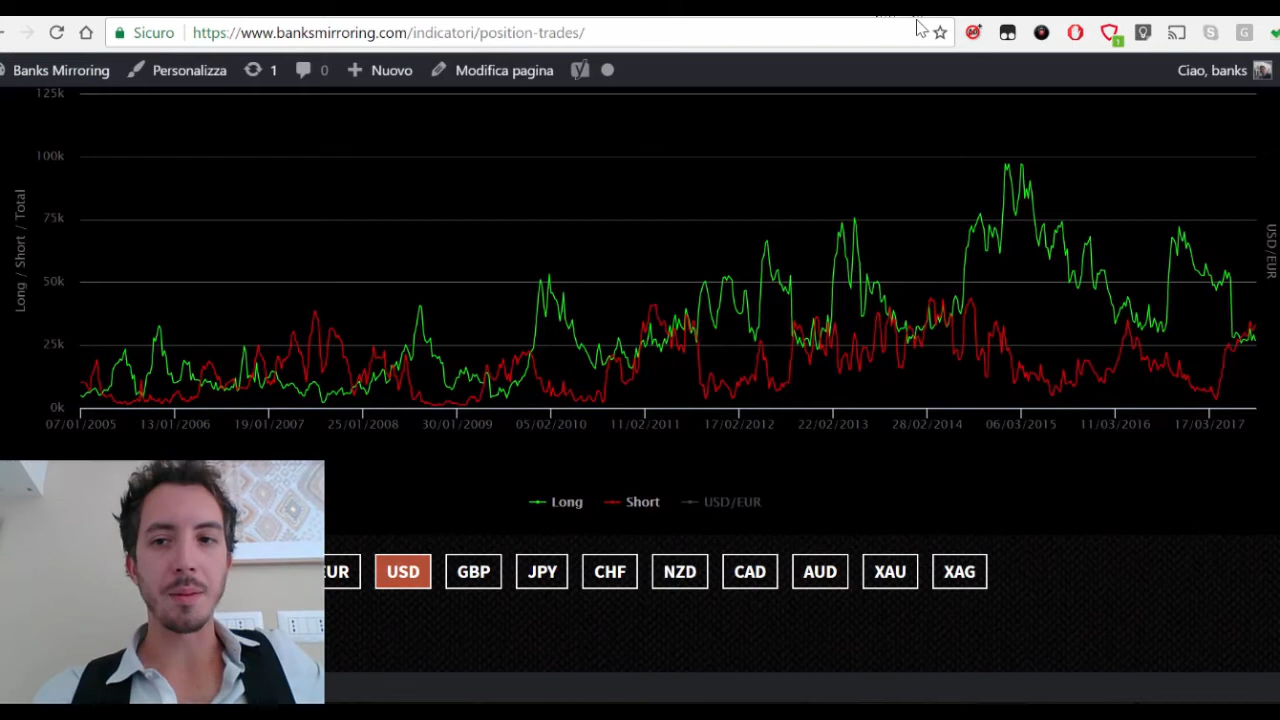 Sicuro https://www.banksmirroring.com/indicatori/position-trades/
1
G
Banks Mirroring Personalizza 1 0 Nuovo Modifica pagina Ciao, banks
125k
100k
75k
50k
25k
0k
Long / Short / Total
USD/EUR
07/01/2005 13/01/2006 19/01/2007 25/01/2008 30/01/2009 05/02/2010 11/02/2011 17/02/2012 22/02/2013 28/02/2014 06/03/2015 11/03/2016 17/03/2017
Long Short USD/EUR
UR USD GBP JPY CHF NZD CAD AUD XAU XAG